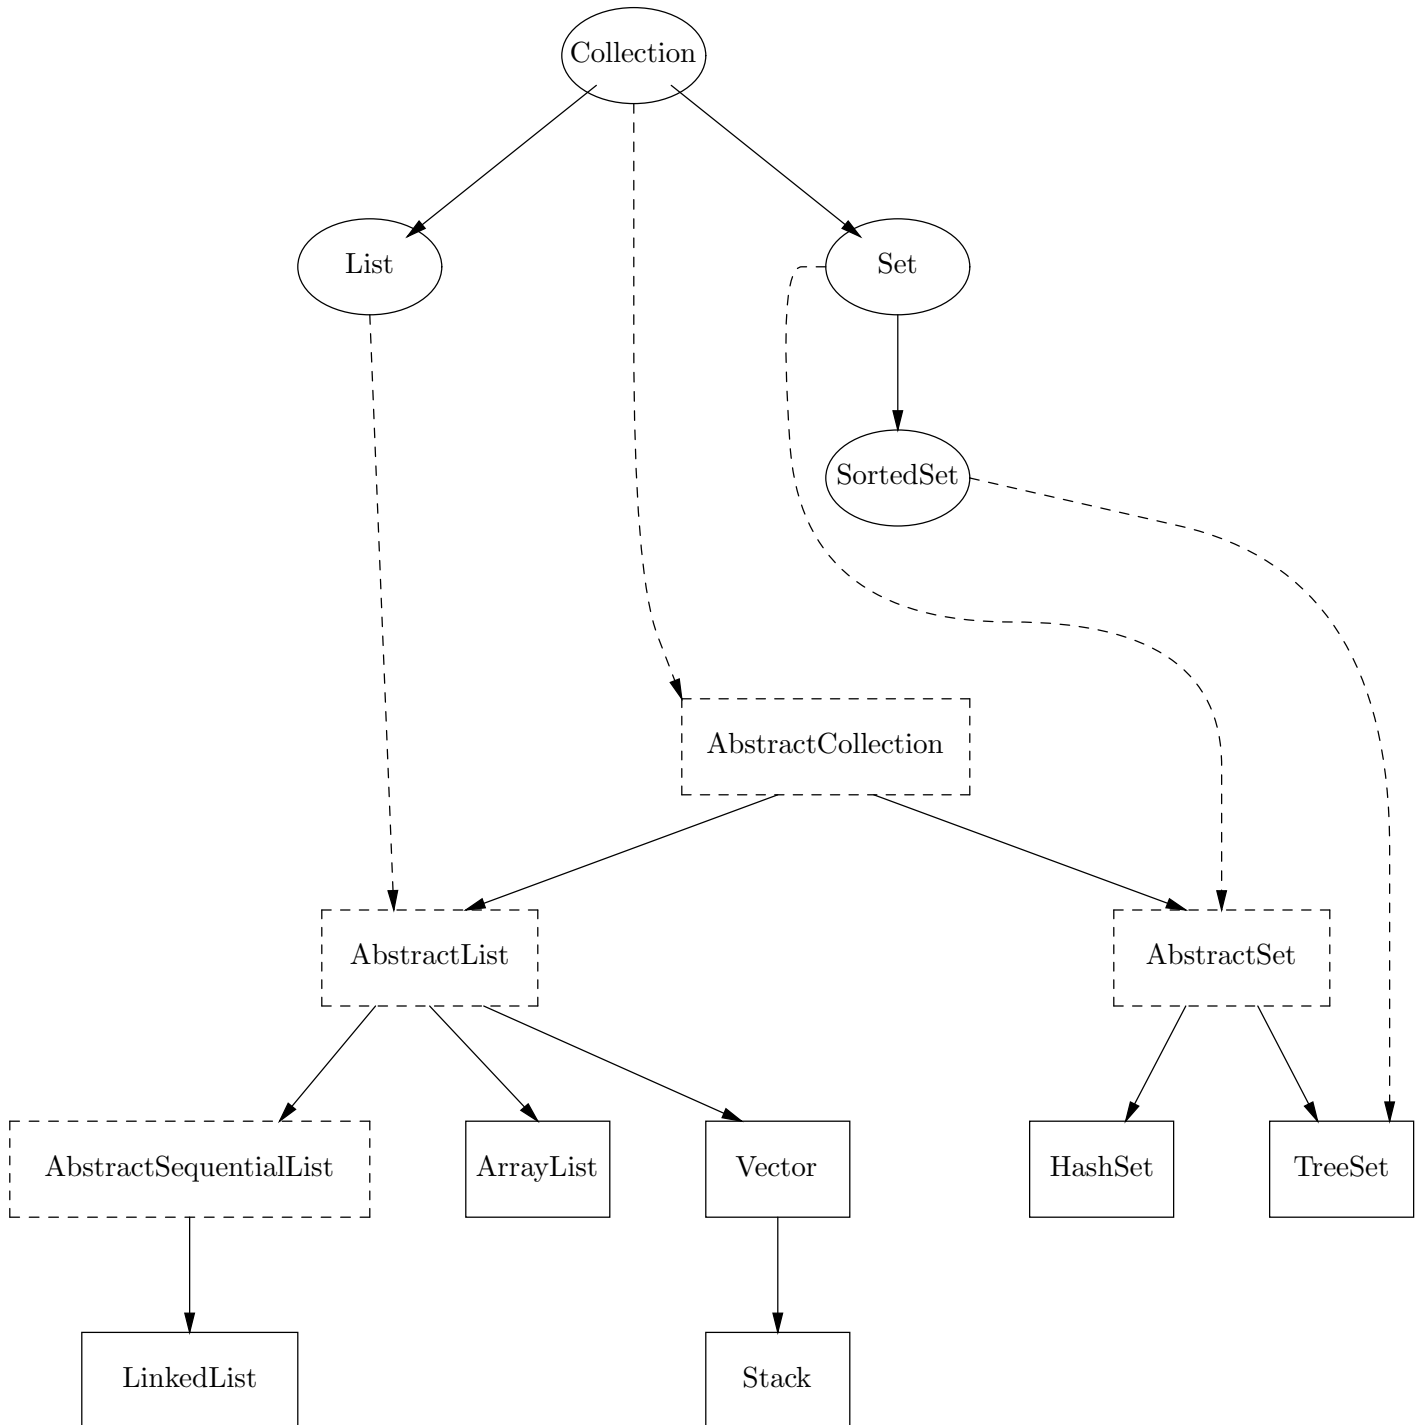 Collection
List
Set
SortedSet
AbstractCollection
AbstractList
AbstractSet
AbstractSequentialList
ArrayList
Vector
HashSet
TreeSet
LinkedList
Stack